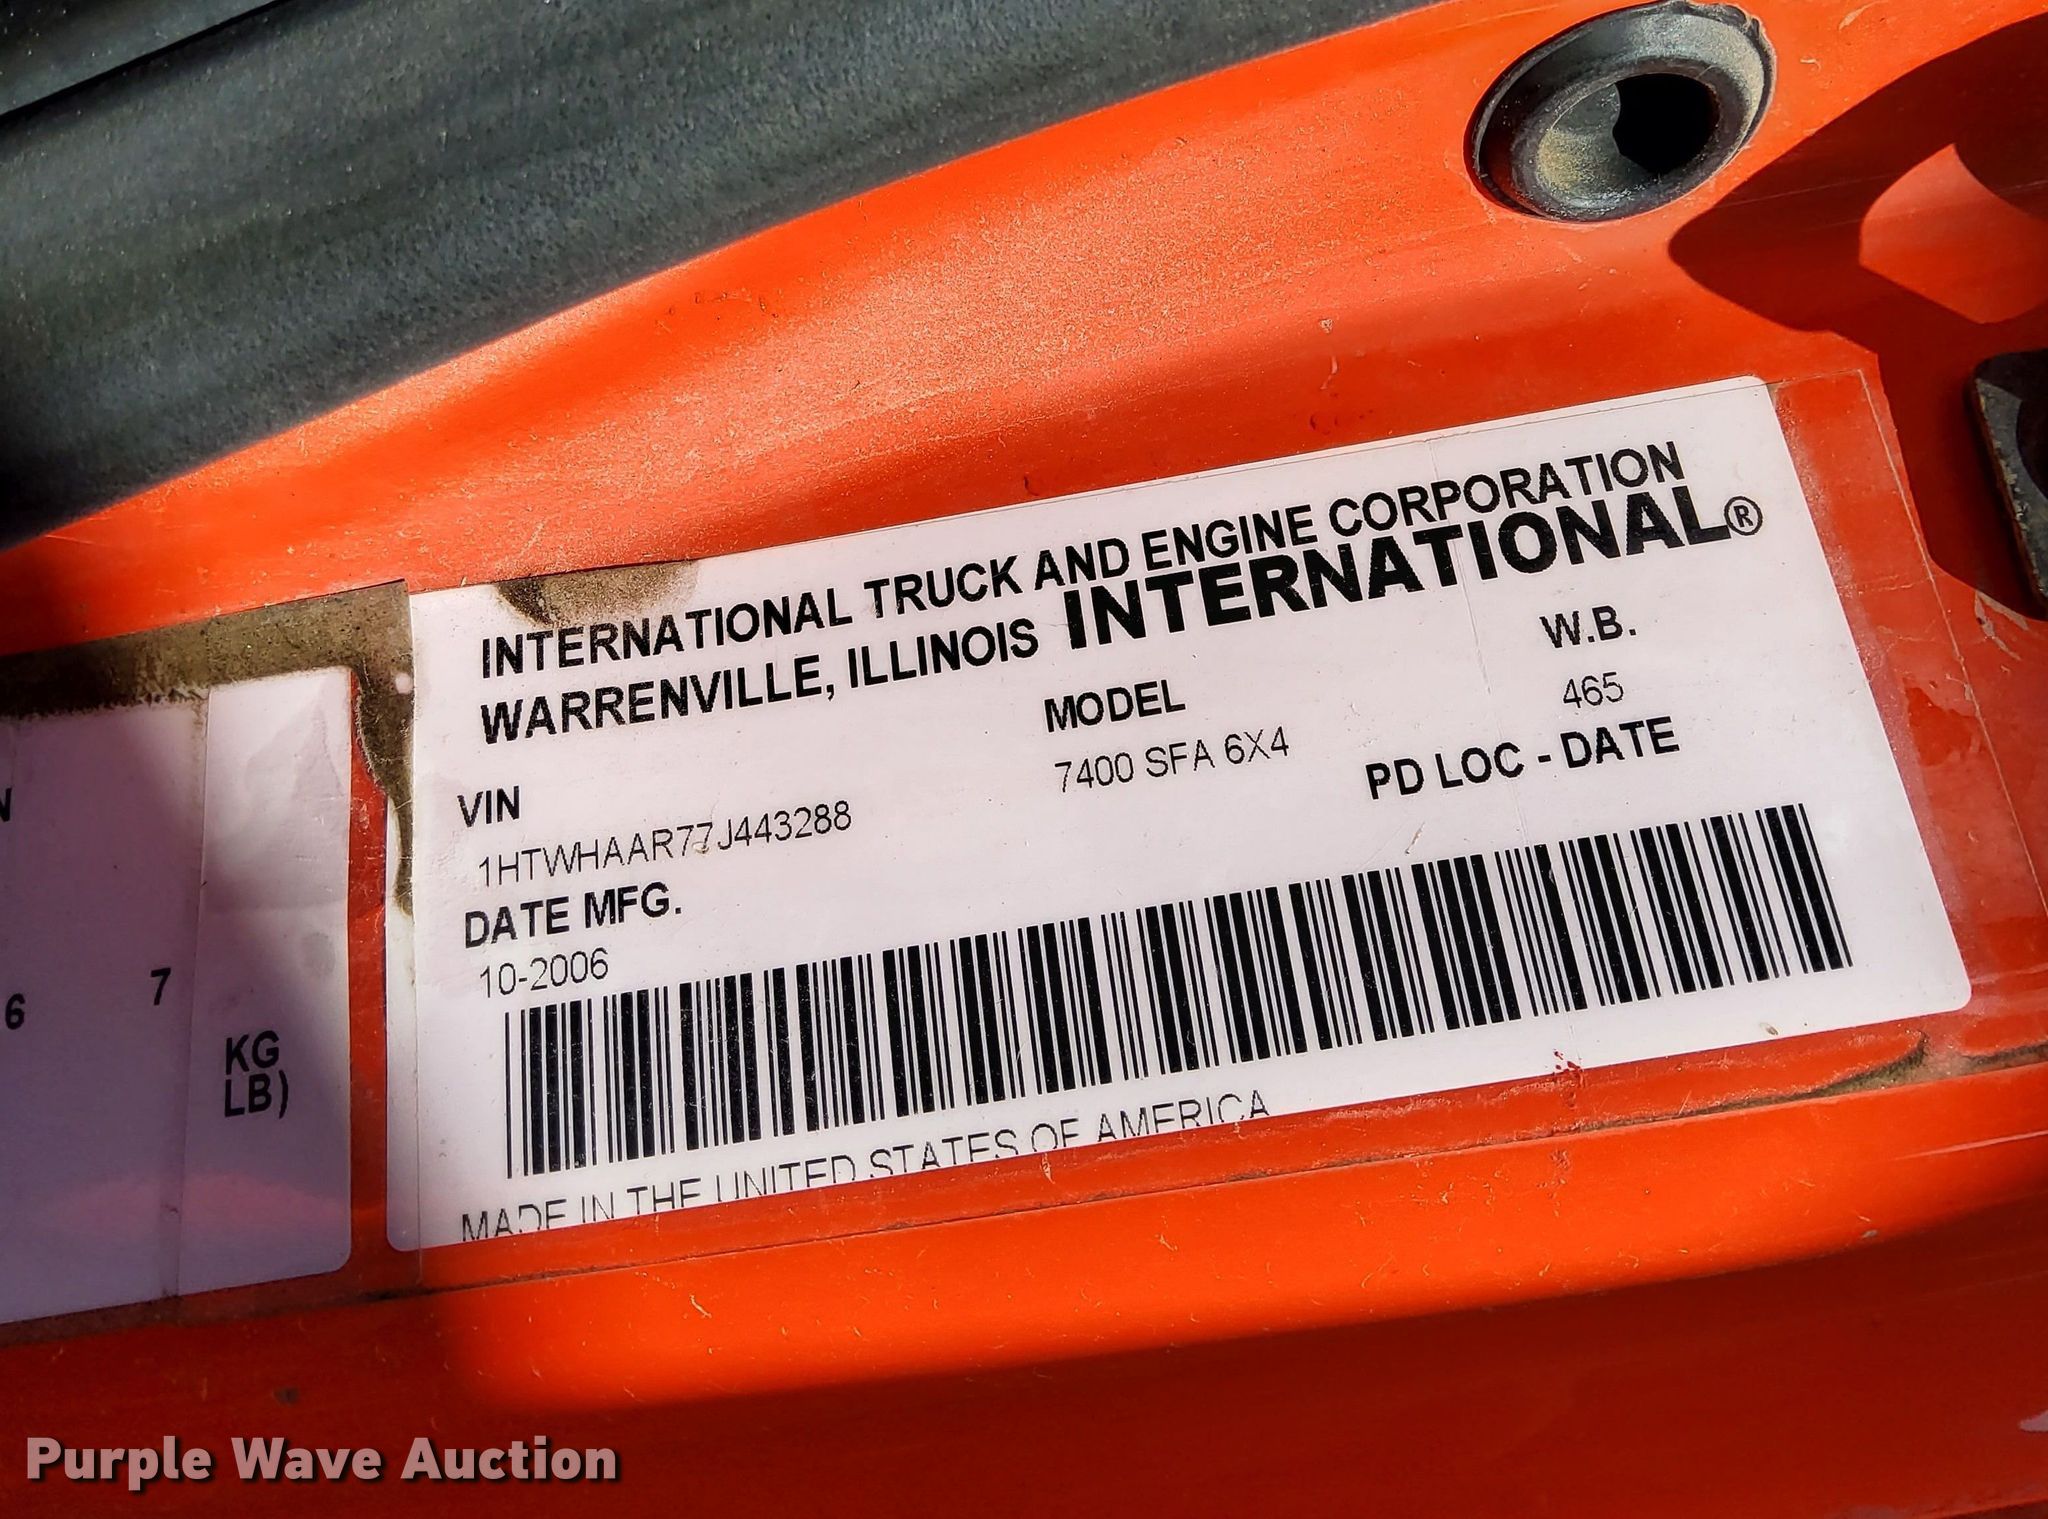 INTERNATIONAL TRUCK AND ENGINE CORPORATION
WARRENVILLE, ILLINOIS INTERNATIONAL®
MODEL
W.B.
7400 SFA 6X4
465
VIN
PD LOC - DATE
1HTWHAAR77J443288
DATE MFG.
10-2006
MADE IN THE UNITED STATES OF AMERICA
N
6 7
KG
LB)
Purple Wave Auction